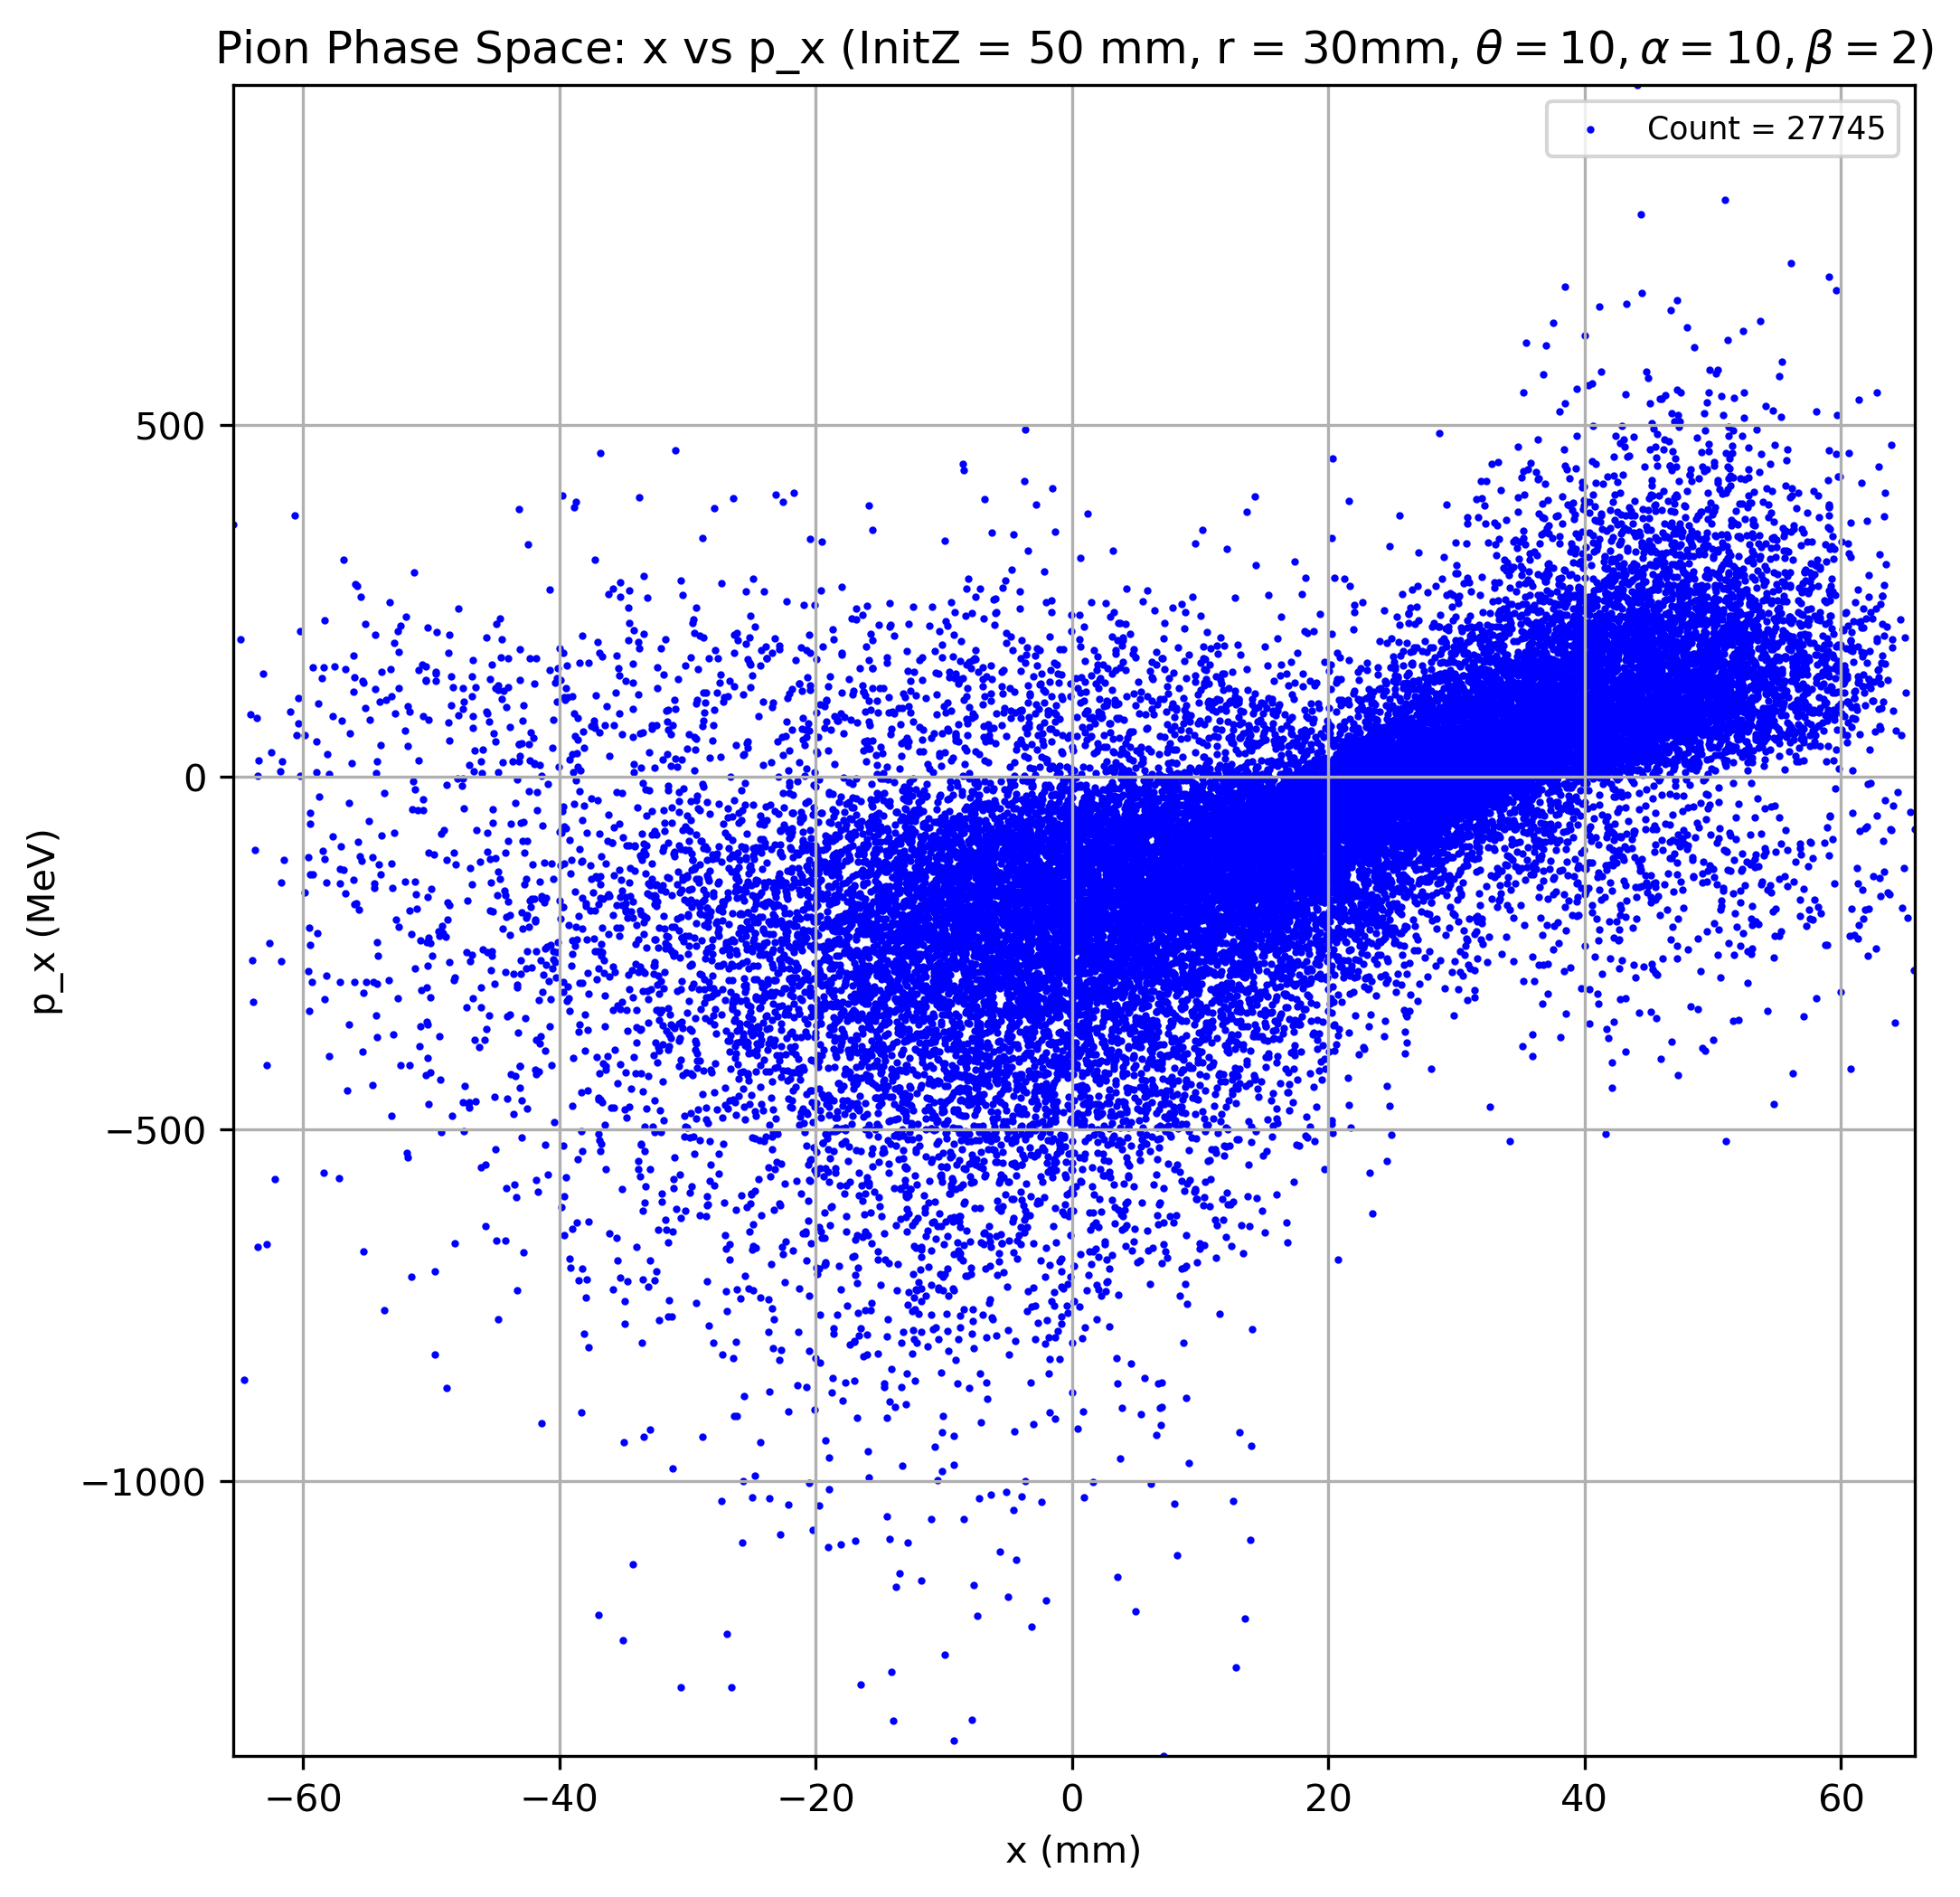 Pion Phase Space: x vs p_x (InitZ = 50 mm, r = 30mm, θ = 10, α = 10, β = 2)
Count = 27745
500
0
−500
−1000
p_x (MeV)
−60 −40 −20 0 20 40 60
x (mm)